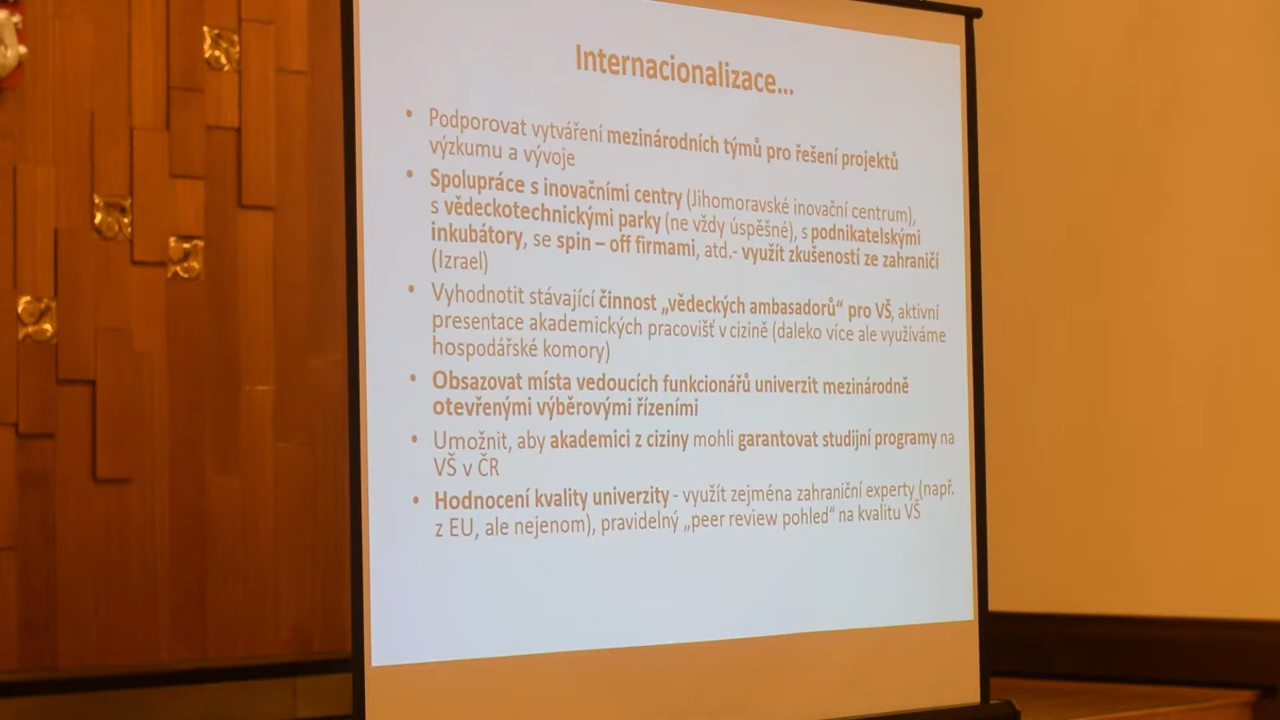 Internacionalizace...
• Podporovat vytváření mezinárodních týmů pro řešení projektů
výzkumu a vývoje
• Spolupráce s inovačními centry (Jihomoravské inovační centrum),
s vědeckotechnickými parky (ne vždy úspěšné), s podnikatelskými
inkubátory, se spin – off firmami, atd.- využít zkušeností ze zahraničí
(Izrael)
• Vyhodnotit stávající činnost „vědeckých ambasadorů“ pro VŠ, aktivní
presentace akademických pracovišť v cizině (daleko více ale využíváme
hospodářské komory)
• Obsazovat místa vedoucích funkcionářů univerzit mezinárodně
otevřenými výběrovými řízeními
• Umožnit, aby akademici z ciziny mohli garantovat studijní programy na
VŠ v ČR
• Hodnocení kvality univerzity - využít zejména zahraniční experty (např.
z EU, ale nejenom), pravidelný „peer review pohled“ na kvalitu VŠ